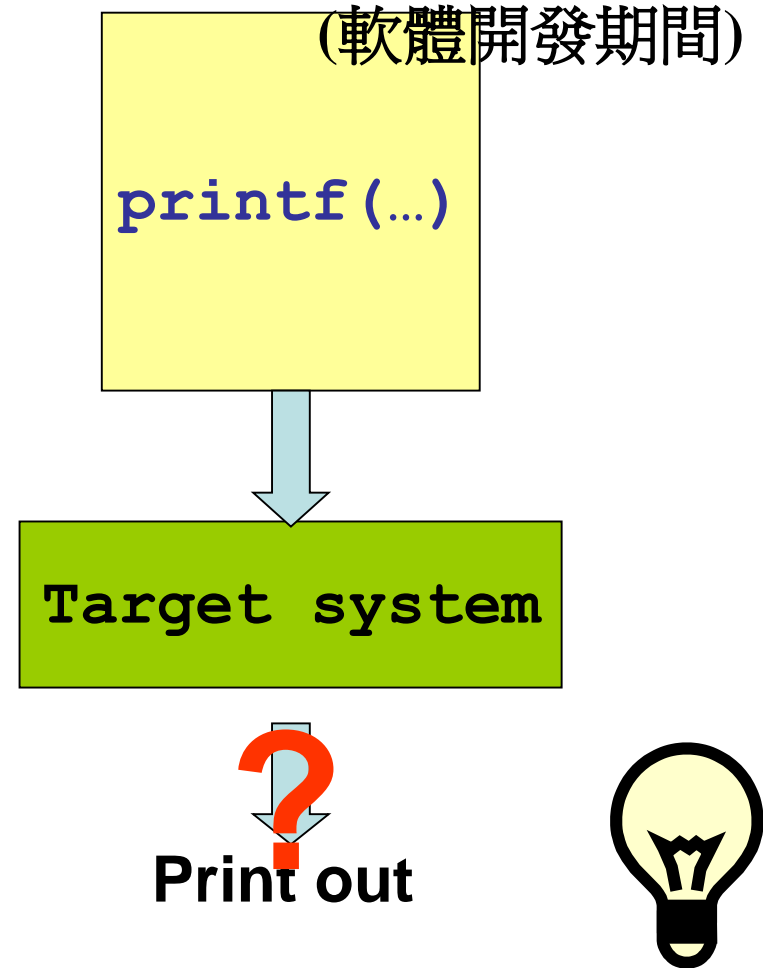 (軟體開發期間)
printf(…)
Target system
?
Print out